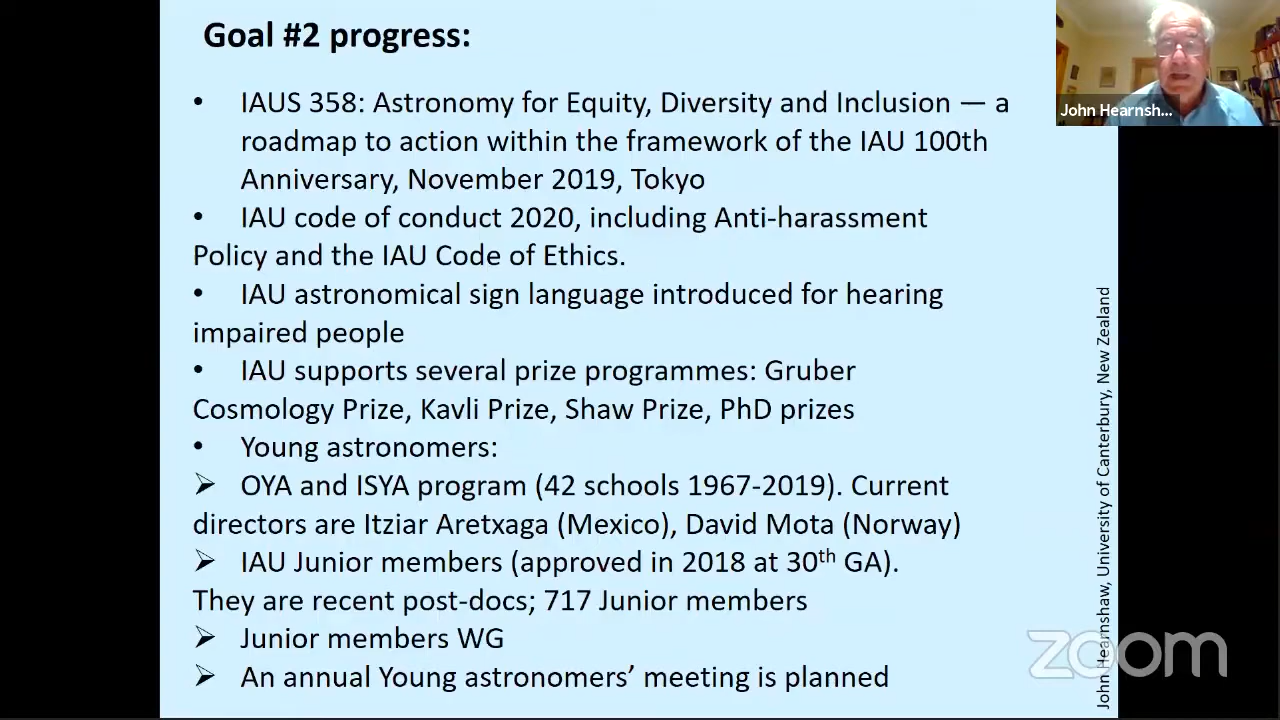 Goal #2 progress:
• IAUS 358: Astronomy for Equity, Diversity and Inclusion — a
roadmap to action within the framework of the IAU 100th
Anniversary, November 2019, Tokyo
• IAU code of conduct 2020, including Anti-harassment
Policy and the IAU Code of Ethics.
• IAU astronomical sign language introduced for hearing
impaired people
• IAU supports several prize programmes: Gruber
Cosmology Prize, Kavli Prize, Shaw Prize, PhD prizes
• Young astronomers:
➢ OYA and ISYA program (42 schools 1967-2019). Current
directors are Itziar Aretxaga (Mexico), David Mota (Norway)
➢ IAU Junior members (approved in 2018 at 30th GA).
They are recent post-docs; 717 Junior members
➢ Junior members WG
➢ An annual Young astronomers’ meeting is planned
John Hearnsh...
John Hearnshaw, University of Canterbury, New Zealand
zoom